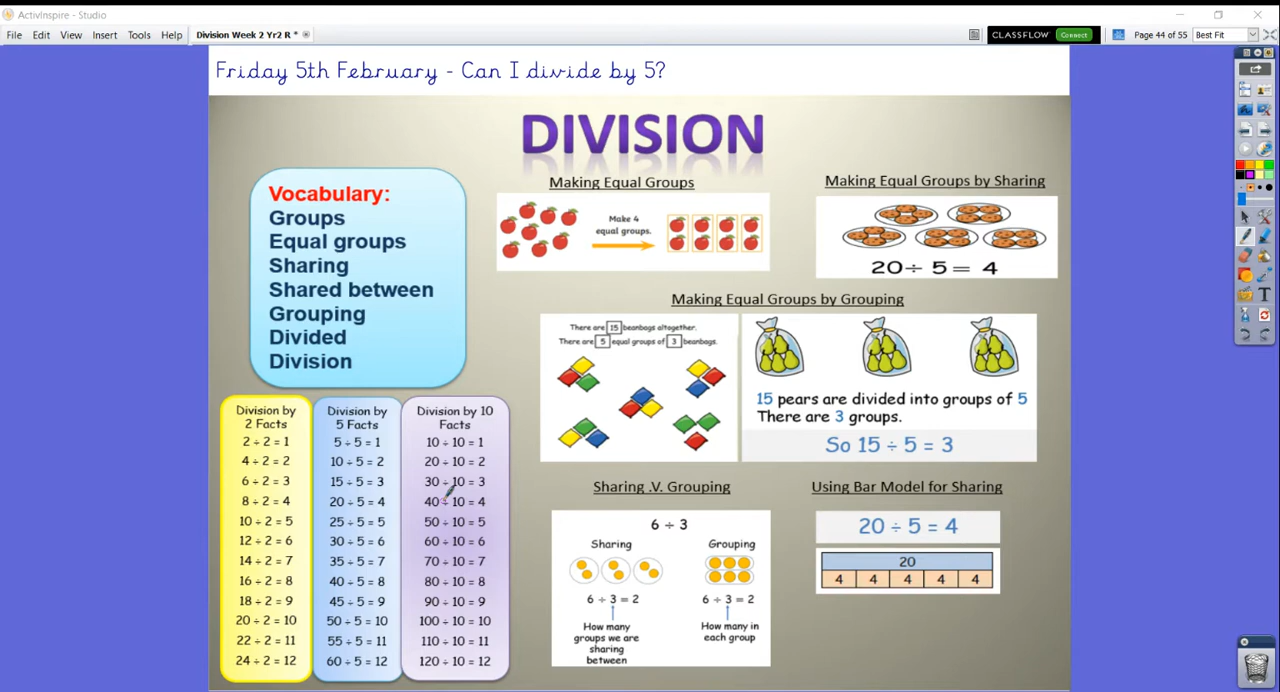 ActivInspire - Studio
File Edit View Insert Tools Help
Division Week 2 Yr2 R *
CLASSFLOW Connect
Page 44 of 55
Best Fit
Friday 5th February - Can I divide by 5?
DIVISION
Vocabulary:
Groups
Equal groups
Sharing
Shared between
Grouping
Divided
Division
Making Equal Groups
Make 4
equal groups.
Making Equal Groups by Sharing
20 ÷ 5 = 4
Making Equal Groups by Grouping
There are 15 beanbags altogether.
There are 5 equal groups of 3 beanbags.
15 pears are divided into groups of 5
There are 3 groups.
So 15 ÷ 5 = 3
Division by
2 Facts
2 ÷ 2 = 1
4 ÷ 2 = 2
6 ÷ 2 = 3
8 ÷ 2 = 4
10 ÷ 2 = 5
12 ÷ 2 = 6
14 ÷ 2 = 7
16 ÷ 2 = 8
18 ÷ 2 = 9
20 ÷ 2 = 10
22 ÷ 2 = 11
24 ÷ 2 = 12
Division by
5 Facts
5 ÷ 5 = 1
10 ÷ 5 = 2
15 ÷ 5 = 3
20 ÷ 5 = 4
25 ÷ 5 = 5
30 ÷ 5 = 6
35 ÷ 5 = 7
40 ÷ 5 = 8
45 ÷ 5 = 9
50 ÷ 5 = 10
55 ÷ 5 = 11
60 ÷ 5 = 12
Division by 10
Facts
10 ÷ 10 = 1
20 ÷ 10 = 2
30 ÷ 10 = 3
40 ÷ 10 = 4
50 ÷ 10 = 5
60 ÷ 10 = 6
70 ÷ 10 = 7
80 ÷ 10 = 8
90 ÷ 10 = 9
100 ÷ 10 = 10
110 ÷ 10 = 11
120 ÷ 10 = 12
Sharing .V. Grouping
6 ÷ 3
Sharing
6 ÷ 3 = 2
How many
groups we are
sharing
between
Grouping
6 ÷ 3 = 2
How many in
each group
Using Bar Model for Sharing
20 ÷ 5 = 4
20
4 4 4 4 4